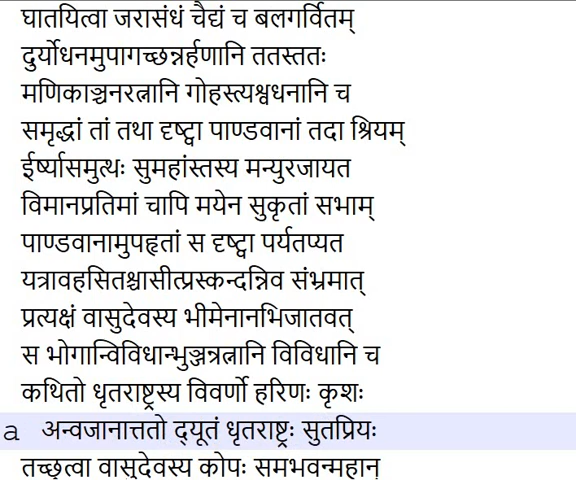 घातयित्वा जरासंधं चैद्यं च बलगर्वितम्
दुर्योधनमुपागच्छन्नर्हणानि ततस्ततः
मणिकाञ्चनरत्नानि गोहस्त्यश्वधनानि च
समृद्धां तां तथा दृष्ट्वा पाण्डवानां तदा श्रियम्
ईर्ष्यासमुत्थः सुमहांस्तस्य मन्युरजायत
विमानप्रतिमां चापि मयेन सुकृतां सभाम्
पाण्डवानामुपहृतां स दृष्ट्वा पर्यतप्यत
यत्रावहसितश्चासीत्प्रस्कन्दन्निव संभ्रमात्
प्रत्यक्षं वासुदेवस्य भीमेनानभिजातवत्
स भोगान्विविधान्भुञ्जन्रत्नानि विविधानि च
कथितो धृतराष्ट्रस्य विवर्णो हरिणः कृशः
a अन्वजानात्ततो द्यूतं धृतराष्ट्रः सुतप्रियः
तच्छ्रुत्वा वासुदेवस्य कोपः समभवन्महान्